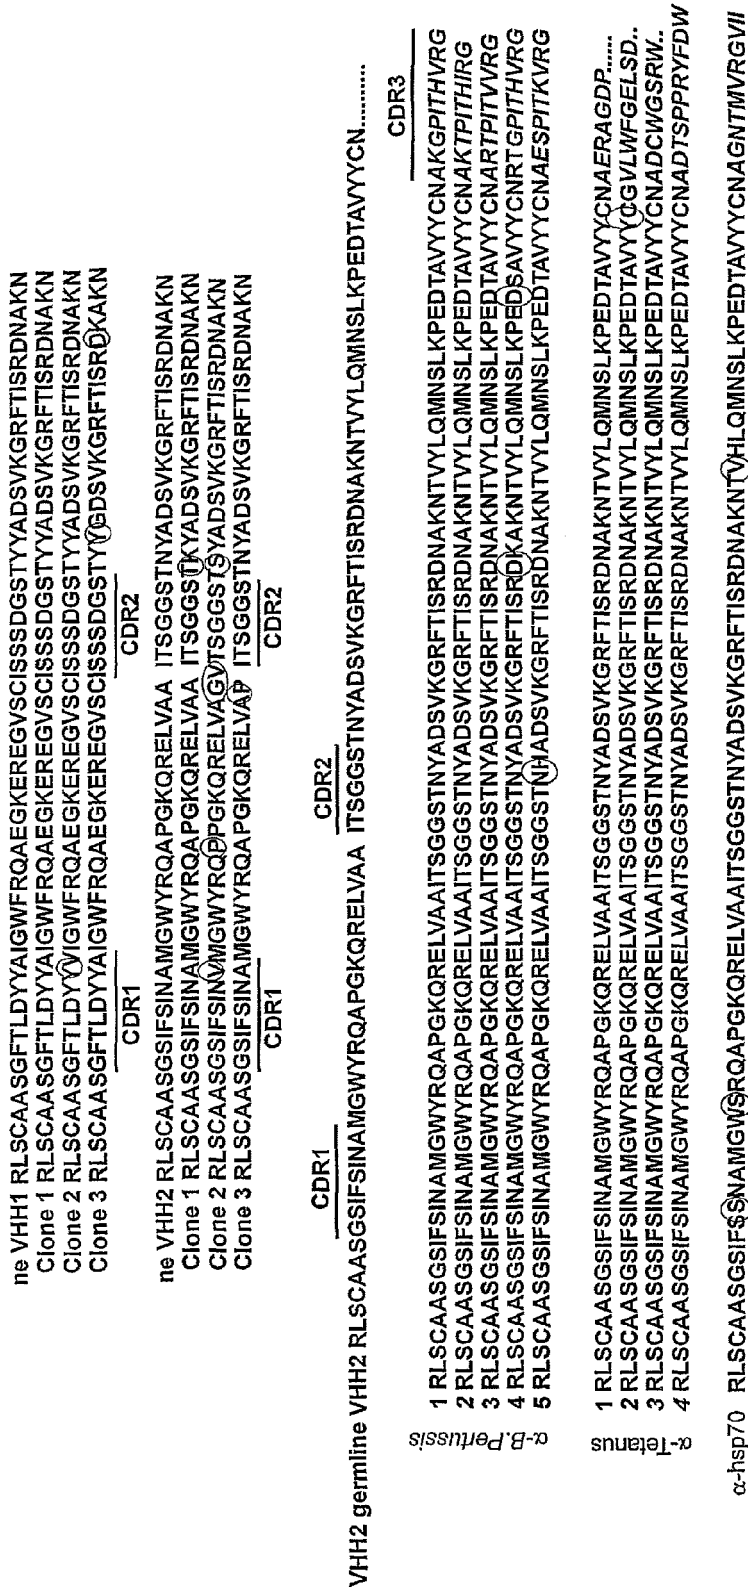 ne VHH1 RLSCAASGFTLDYYAIGWFRQAEGKEREGVSCISSSDGSTYYADSVKGRFTISRDNAKN
Clone 1 RLSCAASGFTLDYYAIGWFRQAEGKEREGVSCISSSDGSTYYADSVKGRFTISRDNAKN
Clone 2 RLSCAASGFTLDYYVIGWFRQAEGKEREGVSCISSSDGSTYYADSVKGRFTISRDNAKN
Clone 3 RLSCAASGFTLDYYAIGWFRQAEGKEREGVSCISSSDGSTYYGDSVKGRFTISRDKAKN
CDR1 CDR2
ne VHH2 RLSCAASGSIFSINAMGWYRQAPGKQRELVAA ITSGGSTNYADSVKGRFTISRDNAKN
Clone 1 RLSCAASGSIFSINAMGWYRQAPGKQRELVAA ITSGGSTKYADSVKGRFTISRDNAKN
Clone 2 RLSCAASGSIFSINVMGWYRQPPGKQRELVAGVTSGGSTSYADSVKGRFTISRDNAKN
Clone 3 RLSCAASGSIFSINAMGWYRQAPGKQRELVAP ITSGGSTNYADSVKGRFTISRDNAKN
CDR1 CDR2
CDR1 CDR2
VHH2 germline VHH2 RLSCAASGSIFSINAMGWYRQAPGKQRELVAA ITSGGSTNYADSVKGRFTISRDNAKNTVYLQMNSLKPEDTAVYYCN..........
CDR3
α-B.Pertussis
1 RLSCAASGSIFSINAMGWYRQAPGKQRELVAAITSGGSTNYADSVKGRFTISRDNAKNTVYLQMNSLKPEDTAVYYCNAKGPITHVRG
2 RLSCAASGSIFSINAMGWYRQAPGKQRELVAAITSGGSTNYADSVKGRFTISRDNAKNTVYLQMNSLKPEDTAVYYCNAKTPITHIRG
3 RLSCAASGSIFSINAMGWYRQAPGKQRELVAAITSGGSTNYADSVKGRFTISRDNAKNTVYLQMNSLKPEDTAVYYCNARTPITVVRG
4 RLSCAASGSIFSINAMGWYRQAPGKQRELVAAITSGGSTNYADSVKGRFTISRDKAKNTVYLQMNSLKPEDSAVYYCNRTGPITHVRG
5 RLSCAASGSIFSINAMGWYRQAPGKQRELVAAITSGGSTNHADSVKGRFTISRDNAKNTVYLQMNSLKPEDTAVYYCNAESPITKVRG
α-Tetanus
1 RLSCAASGSIFSINAMGWYRQAPGKQRELVAAITSGGSTNYADSVKGRFTISRDNAKNTVYLQMNSLKPEDTAVYYCNAERAGDP......
2 RLSCAASGSIFSINAMGWYRQAPGKQRELVAAITSGGSTNYADSVKGRFTISRDNAKNTVYLQMNSLKPEDTAVYYCGVLWFGELSD..
3 RLSCAASGSIFSINAMGWYRQAPGKQRELVAAITSGGSTNYADSVKGRFTISRDNAKNTVYLQMNSLKPEDTAVYYCNADCWGSRW..
4 RLSCAASGSIFSINAMGWYRQAPGKQRELVAAITSGGSTNYADSVKGRFTISRDNAKNTVYLQMNSLKPEDTAVYYCNADTSPPRYFDW
α-hsp70 RLSCAASGSIFSSNAMGWSRQAPGKQRELVAAITSGGSTNYADSVKGRFTISRDNAKNTVHLQMNSLKPEDTAVYYCNAGNTMVRGVII